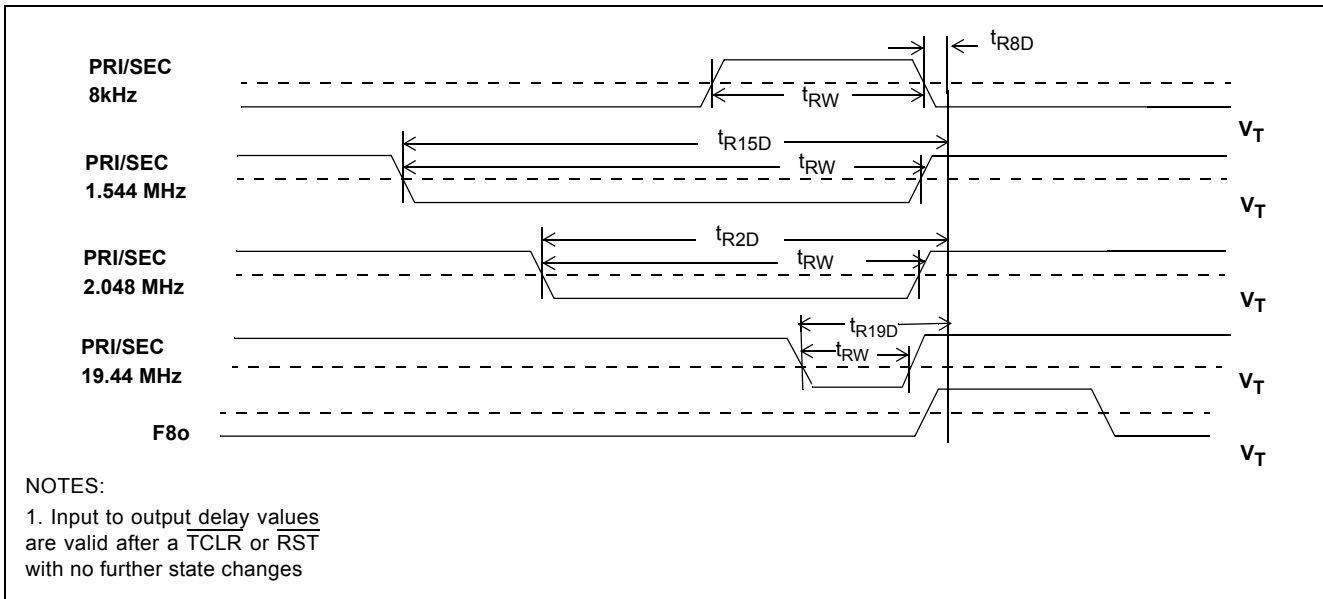 tR8D
PRI/SEC
8kHz
tRW
VT
tR15D
PRI/SEC
1.544 MHz
tRW
VT
tR2D
PRI/SEC
2.048 MHz
tRW
VT
tR19D
PRI/SEC
19.44 MHz
tRW
VT
F8o
VT
NOTES:
1. Input to output delay values
are valid after a TCLR or RST
with no further state changes